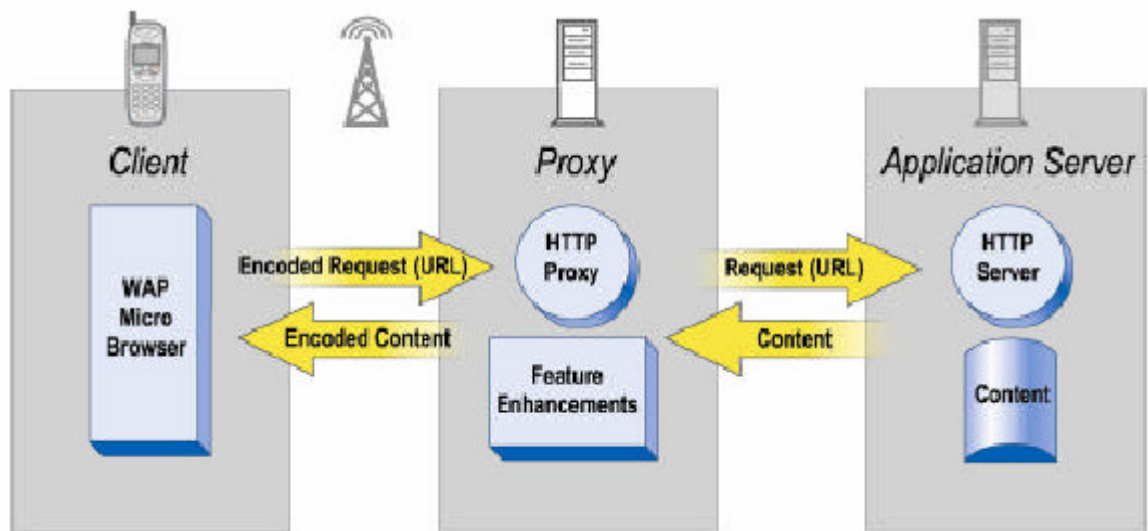 Client
Proxy
Application Server
WAP
Micro
Browser
Encoded Request (URL)
Encoded Content
HTTP
Proxy
Feature
Enhancements
Request (URL)
Content
HTTP
Server
Content